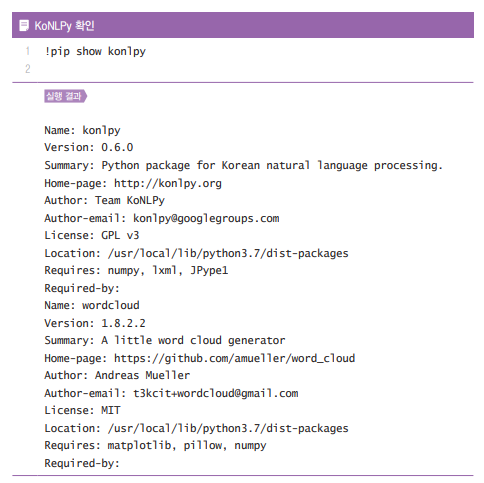 KoNLPy 확인
1 !pip show konlpy
2
실행 결과
Name: konlpy
Version: 0.6.0
Summary: Python package for Korean natural language processing.
Home-page: http://konlpy.org
Author: Team KoNLPy
Author-email: konlpy@googlegroups.com
License: GPL v3
Location: /usr/local/lib/python3.7/dist-packages
Requires: numpy, lxml, JPype1
Required-by:
Name: wordcloud
Version: 1.8.2.2
Summary: A little word cloud generator
Home-page: https://github.com/amueller/word_cloud
Author: Andreas Mueller
Author-email: t3kcit+wordcloud@gmail.com
License: MIT
Location: /usr/local/lib/python3.7/dist-packages
Requires: matplotlib, pillow, numpy
Required-by: